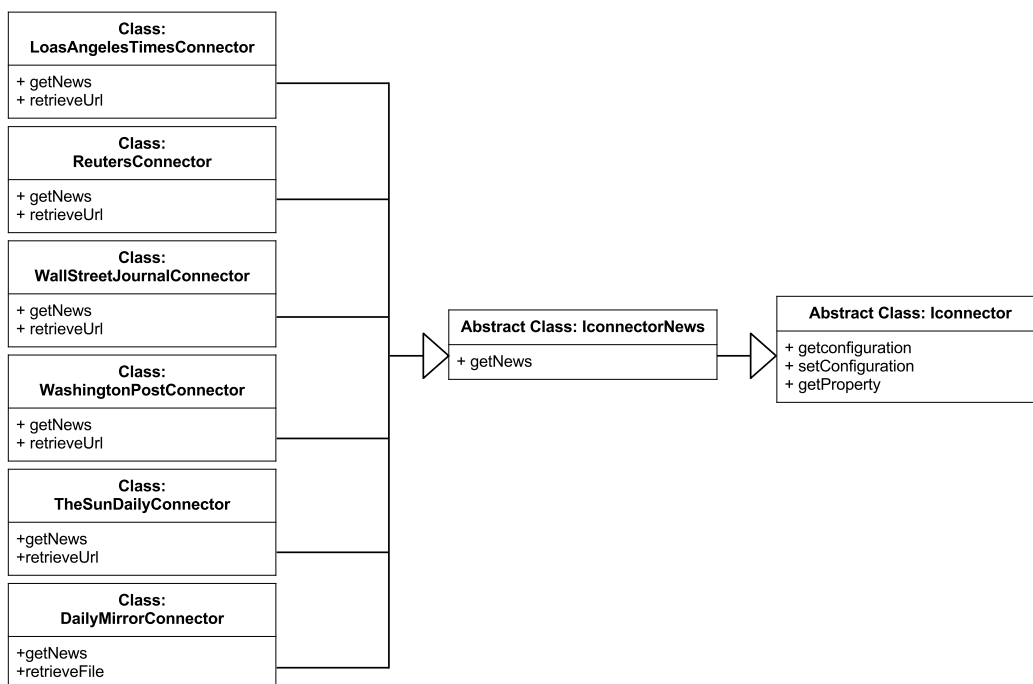 Class:
LoasAngelesTimesConnector
+ getNews
+ retrieveUrl
Class:
ReutersConnector
+ getNews
+ retrieveUrl
Class:
WallStreetJournalConnector
+ getNews
+ retrieveUrl
Class:
WashingtonPostConnector
+ getNews
+ retrieveUrl
Class:
TheSunDailyConnector
+getNews
+retrieveUrl
Class:
DailyMirrorConnector
+getNews
+retrieveFile
Abstract Class: IconnectorNews
+ getNews
Abstract Class: Iconnector
+ getconfiguration
+ setConfiguration
+ getProperty